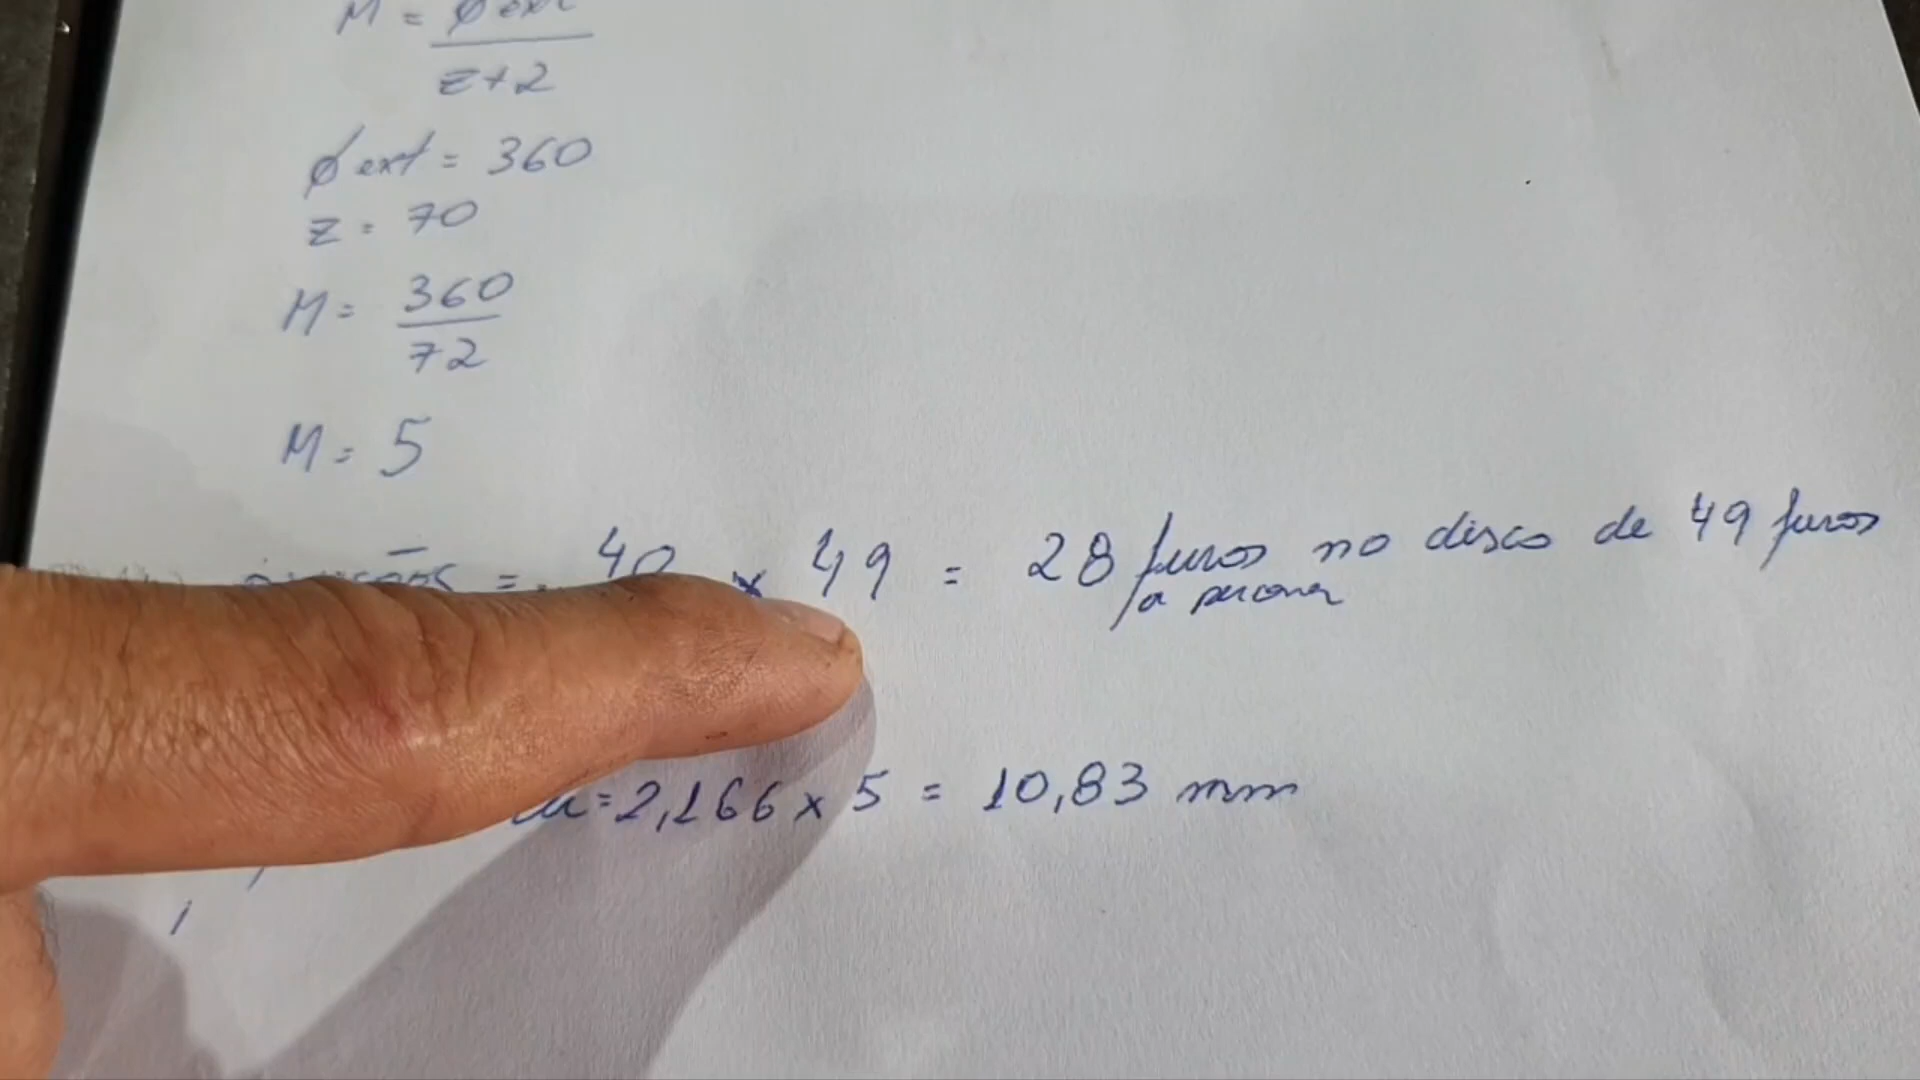 M = ø ext
z+2
ø ext = 360
z = 70
M = 360
72
M = 5
= 40 x 49 = 28 furos no disco de 49 furos
a percorrer
= 2,166 x 5 = 10,83 mm